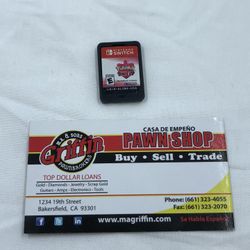 NINTENDO SWITCH
E
CASA DE EMPEÑO
Griffin
PAWN SHOP
Buy • Sell • Trade
TOP DOLLAR LOANS
Gold - Diamonds - Jewelry - Scrap Gold
Guitars - Amps - Electronics - Tools
1234 19th Street
Bakersfield, CA 93301
Phone: (661) 323-4055
Fax: (661) 323-2070
www.magriffin.com
Se Habla Español